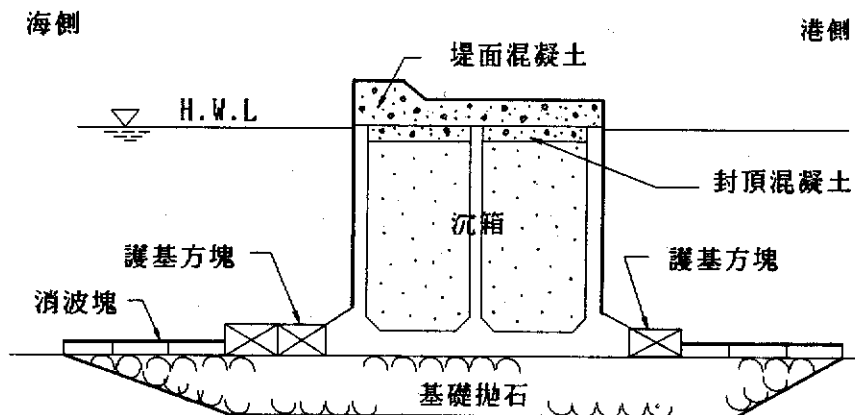 海側
港側
堤面混凝土
H.W.L
封頂混凝土
沉箱
護基方塊
護基方塊
消波塊
基礎拋石